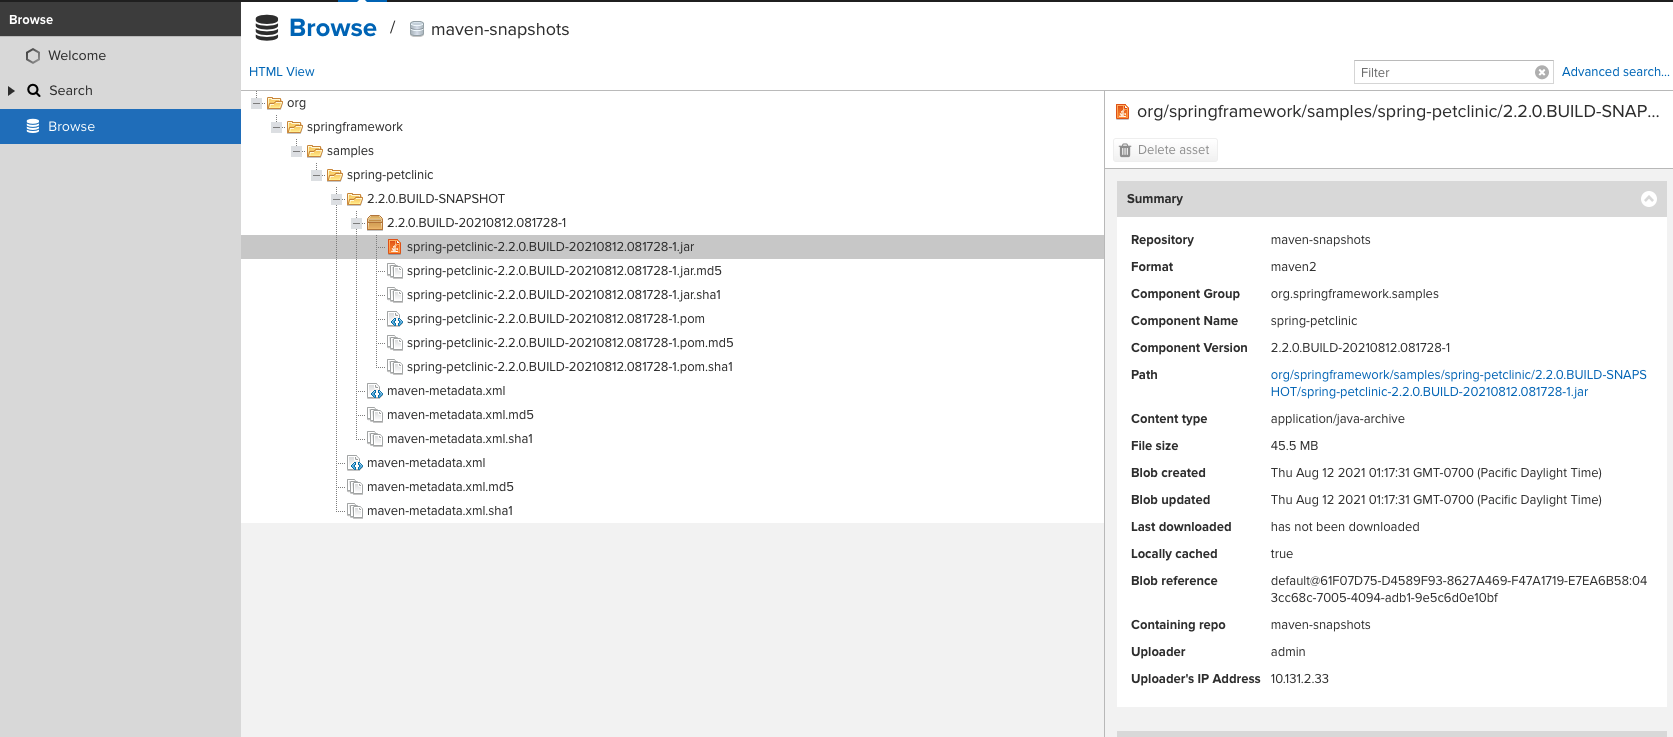 Browse
Welcome
Search
Browse
Browse / maven-snapshots
HTML View
Filter
Advanced search...
org
springframework
samples
spring-petclinic
2.2.0.BUILD-SNAPSHOT
2.2.0.BUILD-20210812.081728-1
spring-petclinic-2.2.0.BUILD-20210812.081728-1.jar
spring-petclinic-2.2.0.BUILD-20210812.081728-1.jar.md5
spring-petclinic-2.2.0.BUILD-20210812.081728-1.jar.sha1
spring-petclinic-2.2.0.BUILD-20210812.081728-1.pom
spring-petclinic-2.2.0.BUILD-20210812.081728-1.pom.md5
spring-petclinic-2.2.0.BUILD-20210812.081728-1.pom.sha1
maven-metadata.xml
maven-metadata.xml.md5
maven-metadata.xml.sha1
maven-metadata.xml
maven-metadata.xml.md5
maven-metadata.xml.sha1
org/springframework/samples/spring-petclinic/2.2.0.BUILD-SNAP...
Delete asset
Summary
Repository maven-snapshots
Format maven2
Component Group org.springframework.samples
Component Name spring-petclinic
Component Version 2.2.0.BUILD-20210812.081728-1
Path org/springframework/samples/spring-petclinic/2.2.0.BUILD-SNAPS
HOT/spring-petclinic-2.2.0.BUILD-20210812.081728-1.jar
Content type application/java-archive
File size 45.5 MB
Blob created Thu Aug 12 2021 01:17:31 GMT-0700 (Pacific Daylight Time)
Blob updated Thu Aug 12 2021 01:17:31 GMT-0700 (Pacific Daylight Time)
Last downloaded has not been downloaded
Locally cached true
Blob reference default@61F07D75-D4589F93-8627A469-F47A1719-E7EA6B58:04
3cc68c-7005-4094-adb1-9e5c6d0e10bf
Containing repo maven-snapshots
Uploader admin
Uploader's IP Address 10.131.2.33